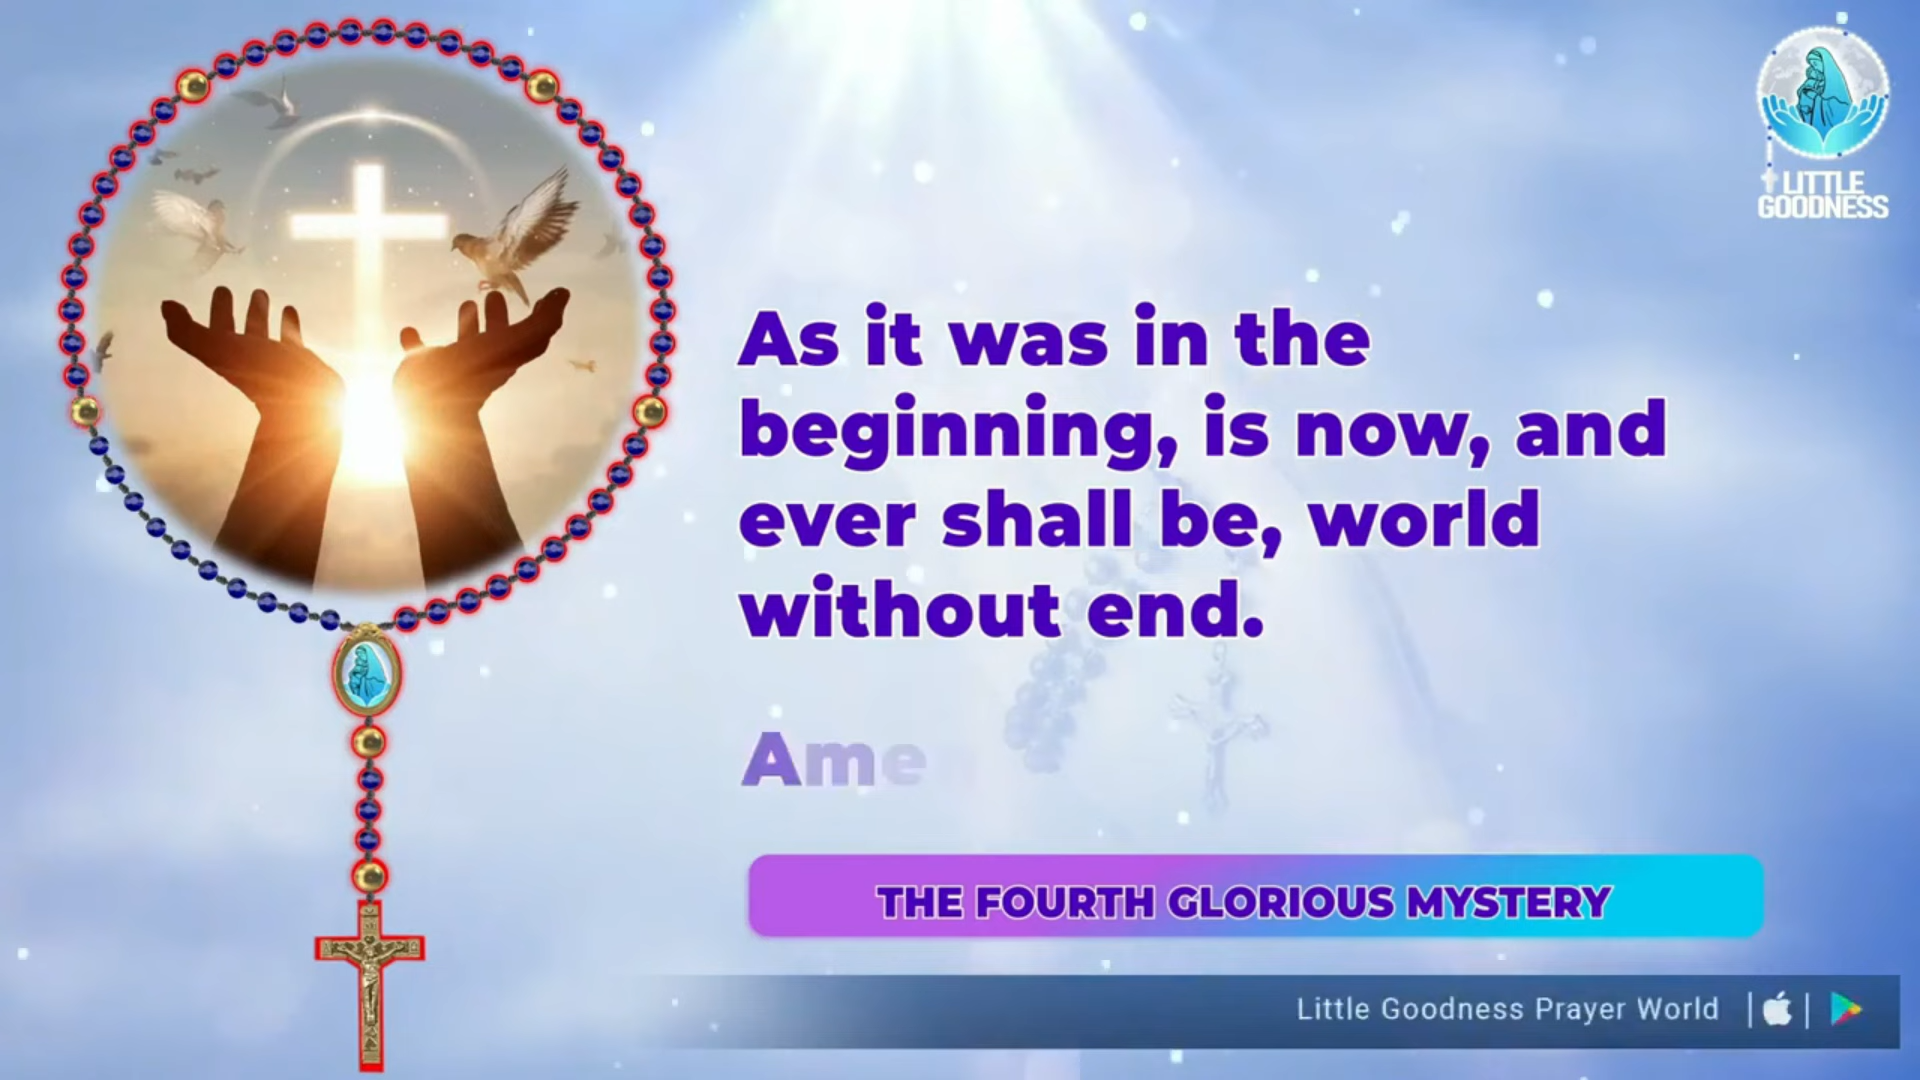 LITTLE
GOODNESS
As it was in the
beginning, is now, and
ever shall be, world
without end.
Ame
THE FOURTH GLORIOUS MYSTERY
Little Goodness Prayer World